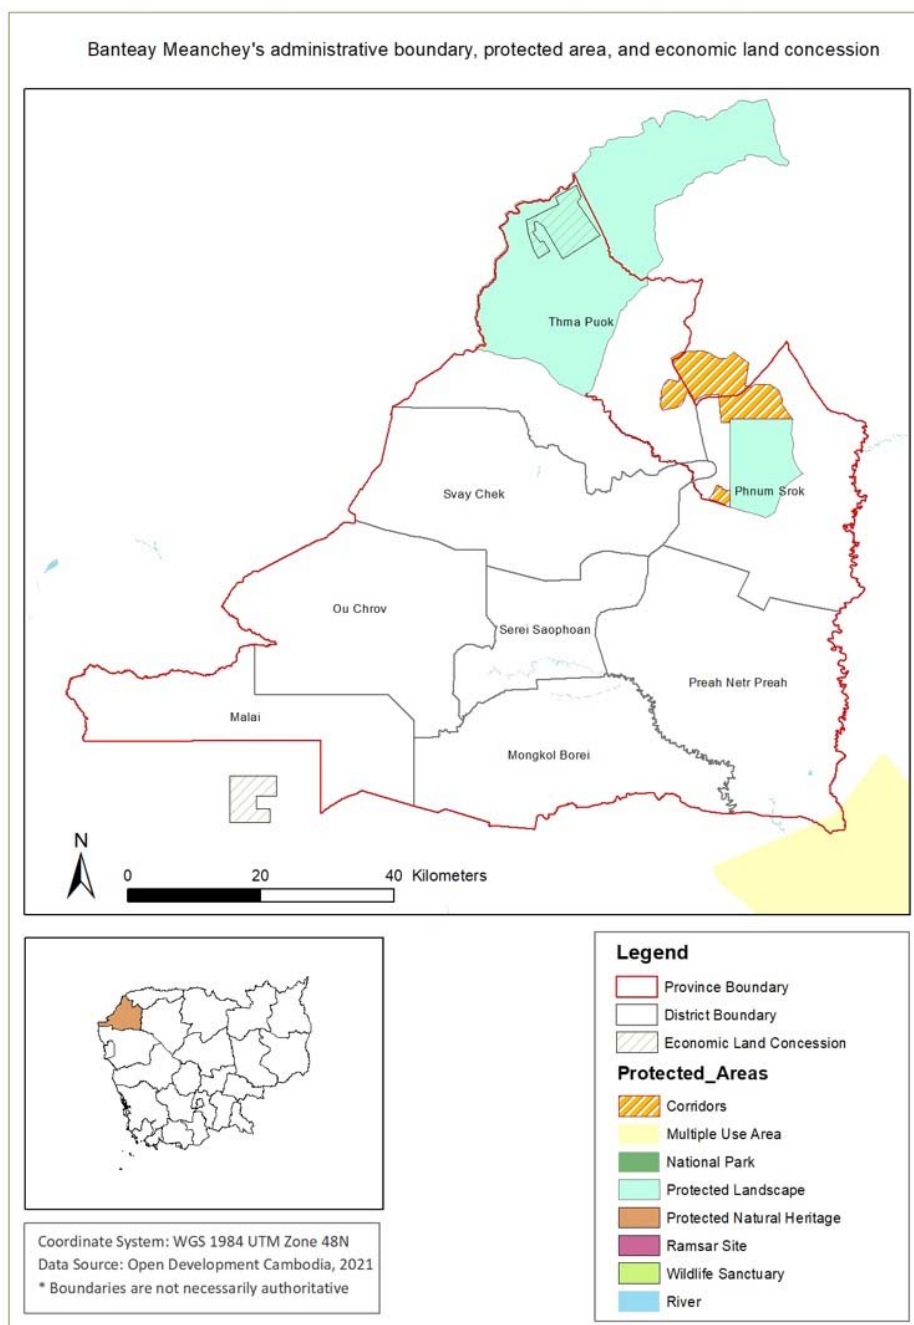 Banteay Meanchey's administrative boundary, protected area, and economic land concession
Thma Puok
Phnum Srok
Svay Chek
Ou Chrov
Serei Saophoan
Preah Netr Preah
Malai
Mongkol Borei
N
0 20 40 Kilometers
Legend
Province Boundary
District Boundary
Economic Land Concession
Protected_Areas
Corridors
Multiple Use Area
National Park
Protected Landscape
Protected Natural Heritage
Ramsar Site
Wildlife Sanctuary
River
Coordinate System: WGS 1984 UTM Zone 48N
Data Source: Open Development Cambodia, 2021
* Boundaries are not necessarily authoritative